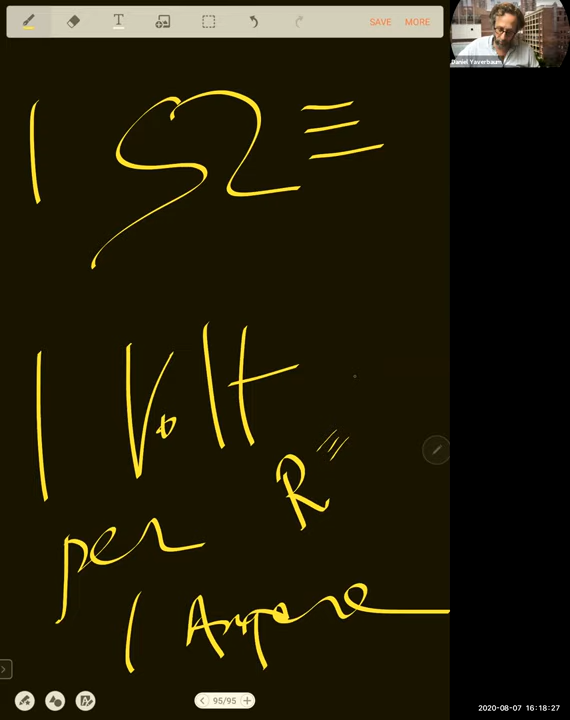 T SAVE MORE
Daniel Yaverbaum
1 Ω ≡
1 Volt
R ≡
per
1 Ampere
95/95
2020-08-07 16:18:27